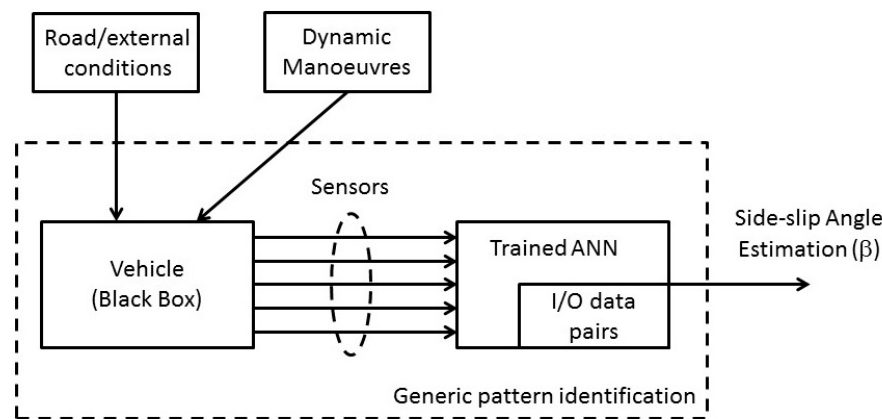 Road/external
conditions
Dynamic
Manoeuvres
Sensors
Vehicle
(Black Box)
Trained ANN
I/O data
pairs
Side-slip Angle
Estimation (β)
Generic pattern identification